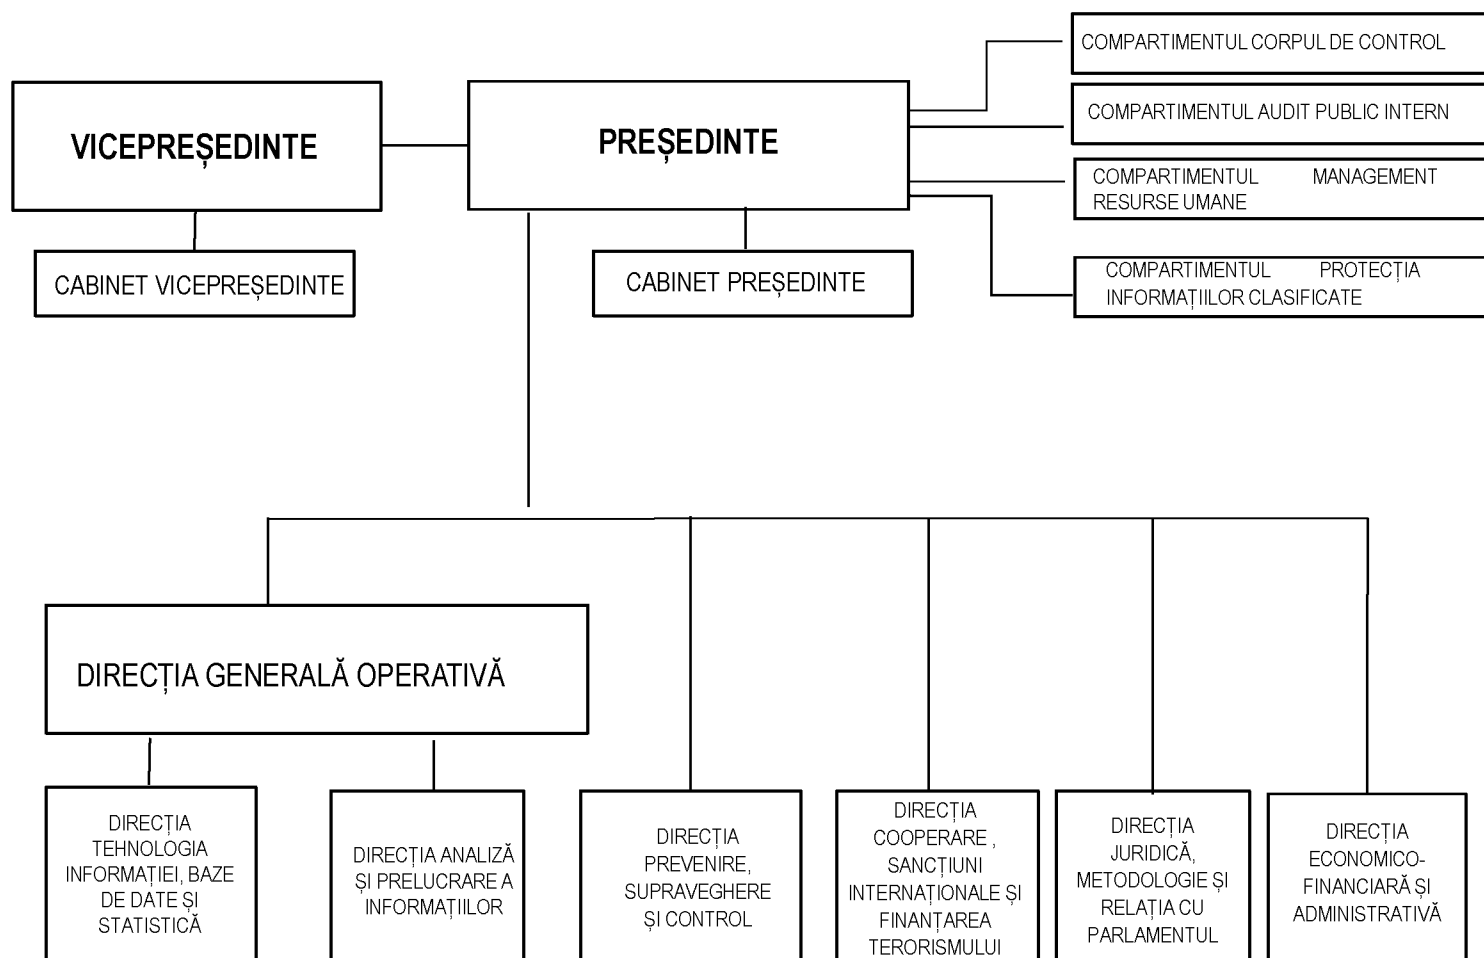 COMPARTIMENTUL CORPUL DE CONTROL
COMPARTIMENTUL AUDIT PUBLIC INTERN
VICEPREȘEDINTE
PREȘEDINTE
COMPARTIMENTUL MANAGEMENT
RESURSE UMANE
CABINET VICEPREȘEDINTE
CABINET PREȘEDINTE
COMPARTIMENTUL PROTECȚIA
INFORMAȚIILOR CLASIFICATE
DIRECȚIA GENERALĂ OPERATIVĂ
DIRECȚIA
TEHNOLOGIA
INFORMAȚIEI, BAZE
DE DATE ȘI
STATISTICĂ
DIRECȚIA ANALIZĂ
ȘI PRELUCRARE A
INFORMAȚIILOR
DIRECȚIA
PREVENIRE,
SUPRAVEGHERE
ȘI CONTROL
DIRECȚIA
COOPERARE ,
SANCȚIUNI
INTERNAȚIONALE ȘI
FINANȚAREA
TERORISMULUI
DIRECȚIA
JURIDICĂ,
METODOLOGIE ȘI
RELAȚIA CU
PARLAMENTUL
DIRECȚIA
ECONOMICO-
FINANCIARĂ ȘI
ADMINISTRATIVĂ